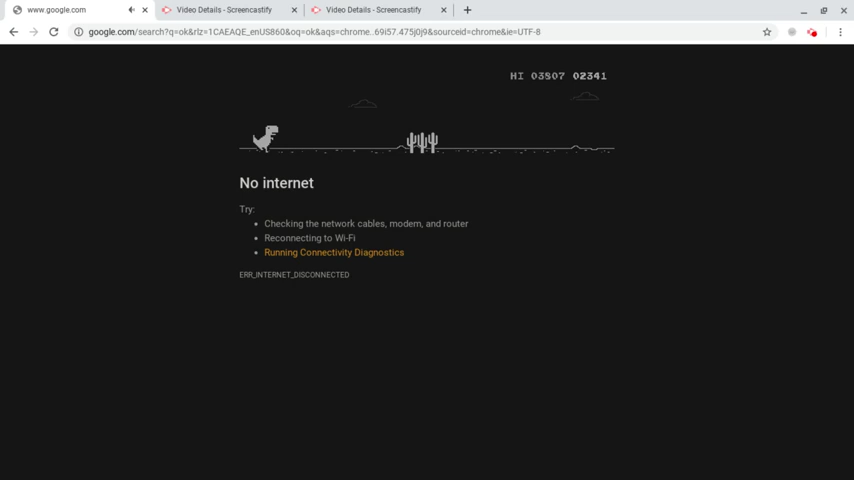 www.google.com
Video Details - Screencastify
Video Details - Screencastify
google.com/search?q=ok&rlz=1CAEAQE_enUS860&oq=ok&aqs=chrome..69i57.475j0j9&sourceid=chrome&ie=UTF-8
HI 03807 02341
No internet
Try:
• Checking the network cables, modem, and router
• Reconnecting to Wi-Fi
• Running Connectivity Diagnostics
ERR_INTERNET_DISCONNECTED